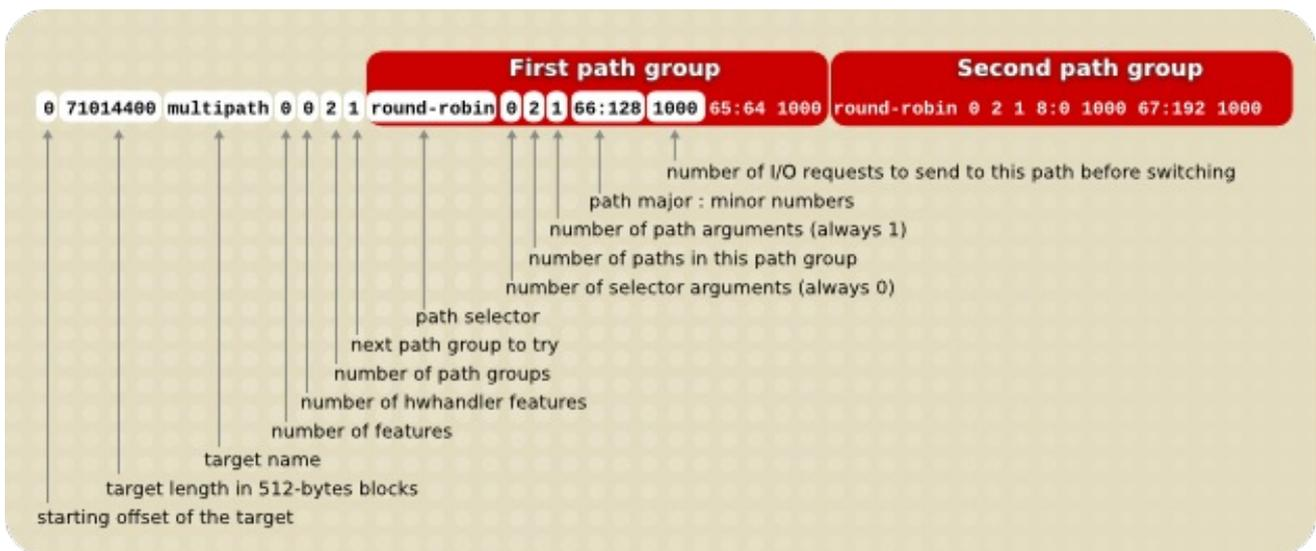 First path group
Second path group
0 71014400 multipath 0 0 2 1 round-robin 0 2 1 66:128 1000 65:64 1000 round-robin 0 2 1 8:0 1000 67:192 1000
number of I/O requests to send to this path before switching
path major : minor numbers
number of path arguments (always 1)
number of paths in this path group
number of selector arguments (always 0)
path selector
next path group to try
number of path groups
number of hwhandler features
number of features
target name
target length in 512-bytes blocks
starting offset of the target